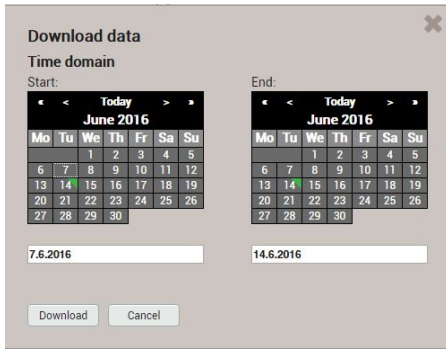 Download data
Time domain
Start:
« < Today > »
June 2016
Mo Tu We Th Fr Sa Su
1 2 3 4 5
6 7 8 9 10 11 12
13 14 15 16 17 18 19
20 21 22 23 24 25 26
27 28 29 30
7.6.2016
End:
« < Today > »
June 2016
Mo Tu We Th Fr Sa Su
1 2 3 4 5
6 7 8 9 10 11 12
13 14 15 16 17 18 19
20 21 22 23 24 25 26
27 28 29 30
14.6.2016
Download Cancel